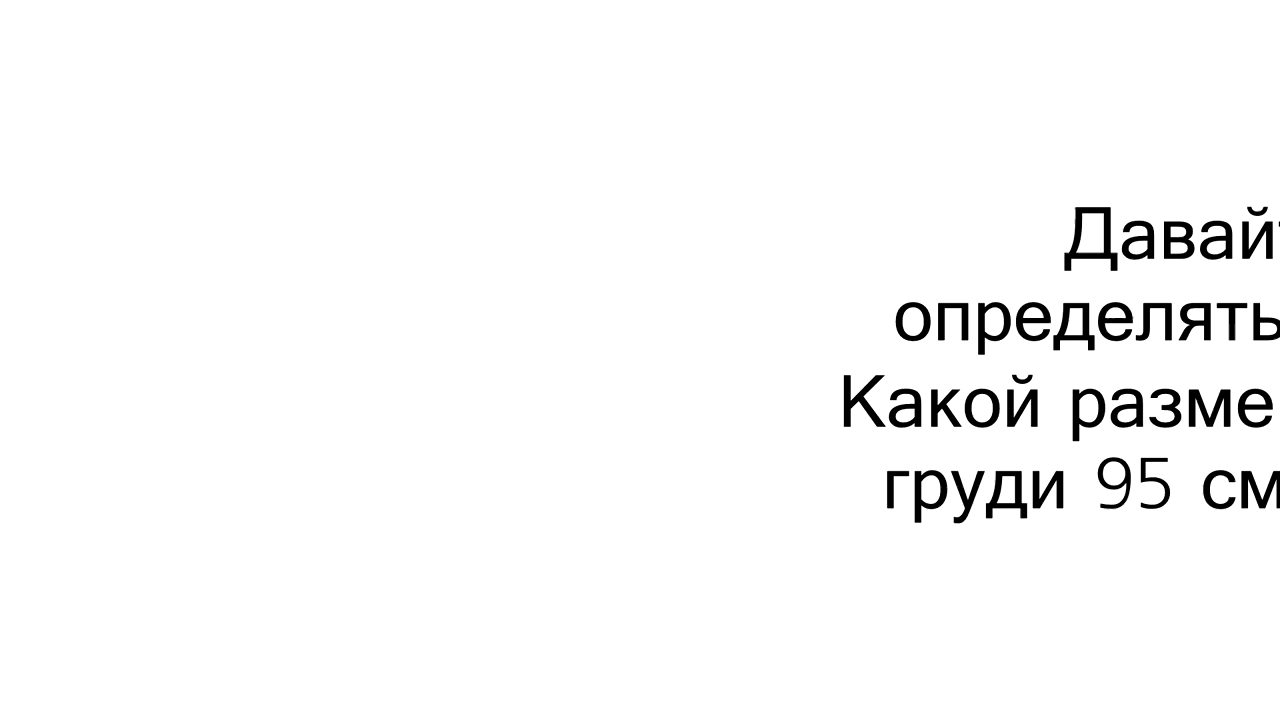 Давай
определять
Какой разме
груди 95 см